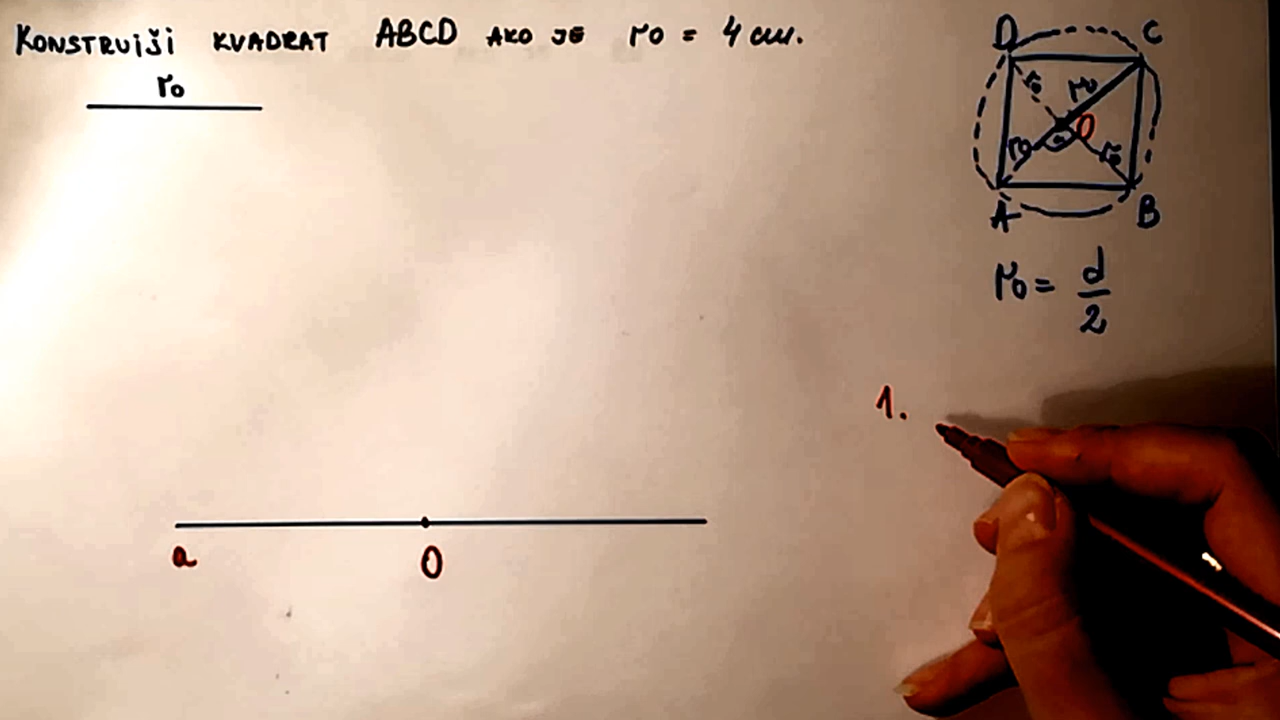 KONSTRUIŠI KVADRAT ABCD AKO JE r₀ = 4 cm.
r₀
D C
r₀ r₀
O
r₀ r₀
A B
r₀ = d/2
1.
a O